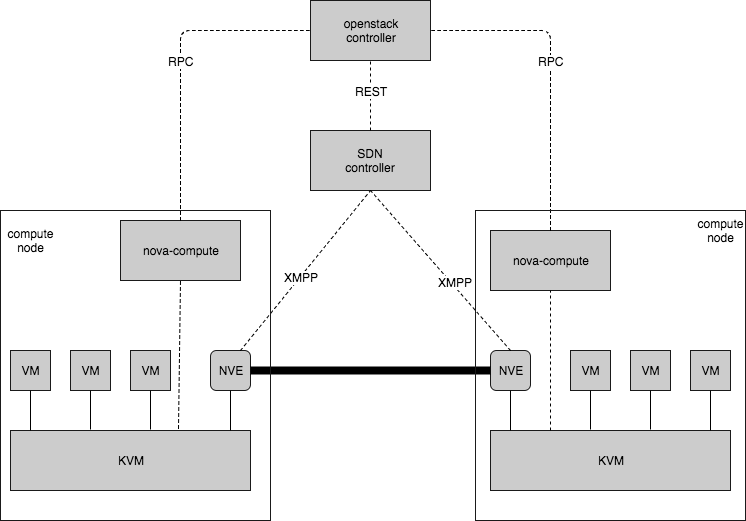 openstack
controller
RPC
RPC
REST
SDN
controller
compute
node
nova-compute
compute
node
nova-compute
XMPP
XMPP
VM
VM
VM
NVE
NVE
VM
VM
VM
KVM
KVM